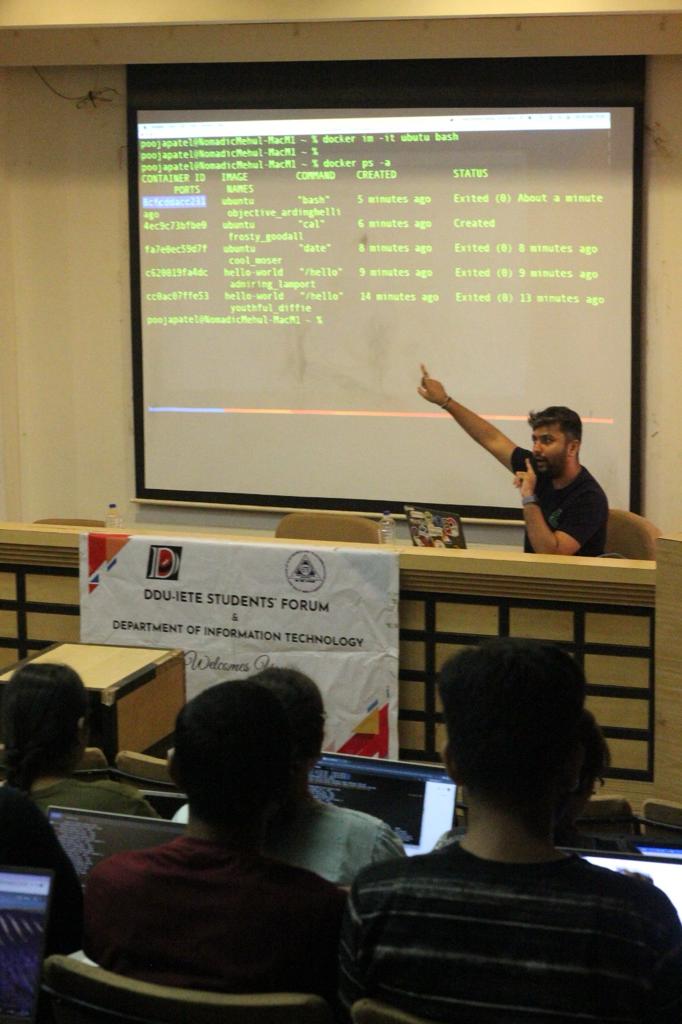 poojapatel@NomadicMehul-MacM1 ~ % docker im -it ubutu bash
poojapatel@NomadicMehul-MacM1 ~ %
poojapatel@NomadicMehul-MacM1 ~ % docker ps -a
CONTAINER ID IMAGE COMMAND CREATED STATUS
PORTS NAMES
ubuntu "bash" 5 minutes ago Exited (0) About a minute
ago objective_ardinghelli
4ec9c73bfbe0 ubuntu "cal" 6 minutes ago Created
frosty_goodall
fa7e0ec59d7f ubuntu "date" 8 minutes ago Exited (0) 8 minutes ago
cool_moser
c620819fa4dc hello-world "/hello" 9 minutes ago Exited (0) 9 minutes ago
admiring_lamport
cc0ac07ffe53 hello-world "/hello" 14 minutes ago Exited (0) 13 minutes ago
youthful_diffie
poojapatel@NomadicMehul-MacM1 ~ %
D
DDU-IETE STUDENTS' FORUM
&
DEPARTMENT OF INFORMATION TECHNOLOGY
Welcomes You